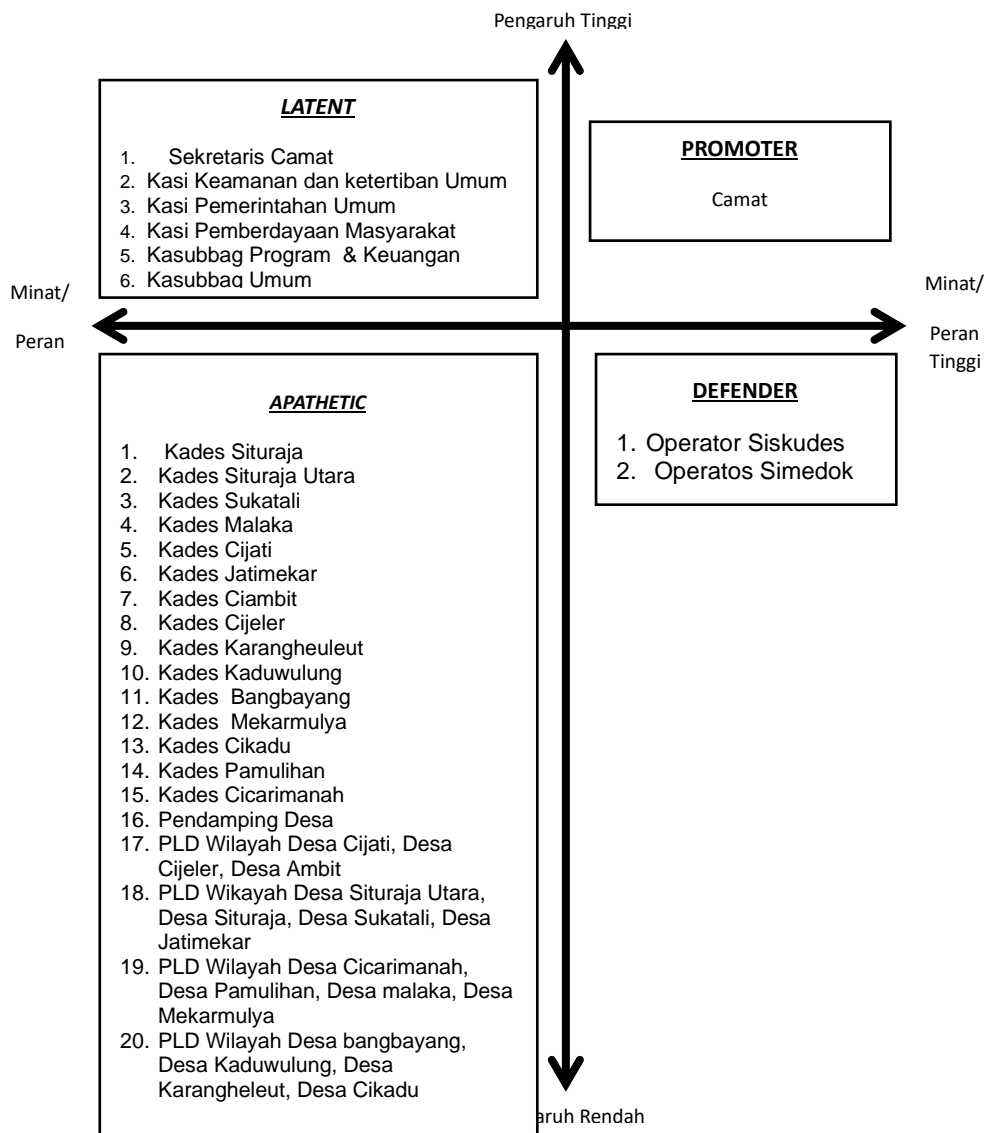 Pengaruh Tinggi
LATENT
1. Sekretaris Camat
2. Kasi Keamanan dan ketertiban Umum
3. Kasi Pemerintahan Umum
4. Kasi Pemberdayaan Masyarakat
5. Kasubbag Program & Keuangan
6. Kasubbag Umum
PROMOTER
Camat
Minat/
Peran
Minat/
Peran
Tinggi
APATHETIC
1. Kades Situraja
2. Kades Situraja Utara
3. Kades Sukatali
4. Kades Malaka
5. Kades Cijati
6. Kades Jatimekar
7. Kades Ciambit
8. Kades Cijeler
9. Kades Karangheuleut
10. Kades Kaduwulung
11. Kades Bangbayang
12. Kades Mekarmulya
13. Kades Cikadu
14. Kades Pamulihan
15. Kades Cicarimanah
16. Pendamping Desa
17. PLD Wilayah Desa Cijati, Desa
Cijeler, Desa Ambit
18. PLD Wikayah Desa Situraja Utara,
Desa Situraja, Desa Sukatali, Desa
Jatimekar
19. PLD Wilayah Desa Cicarimanah,
Desa Pamulihan, Desa malaka, Desa
Mekarmulya
20. PLD Wilayah Desa bangbayang,
Desa Kaduwulung, Desa
Karangheleut, Desa Cikadu
DEFENDER
1. Operator Siskudes
2. Operatos Simedok
aruh Rendah